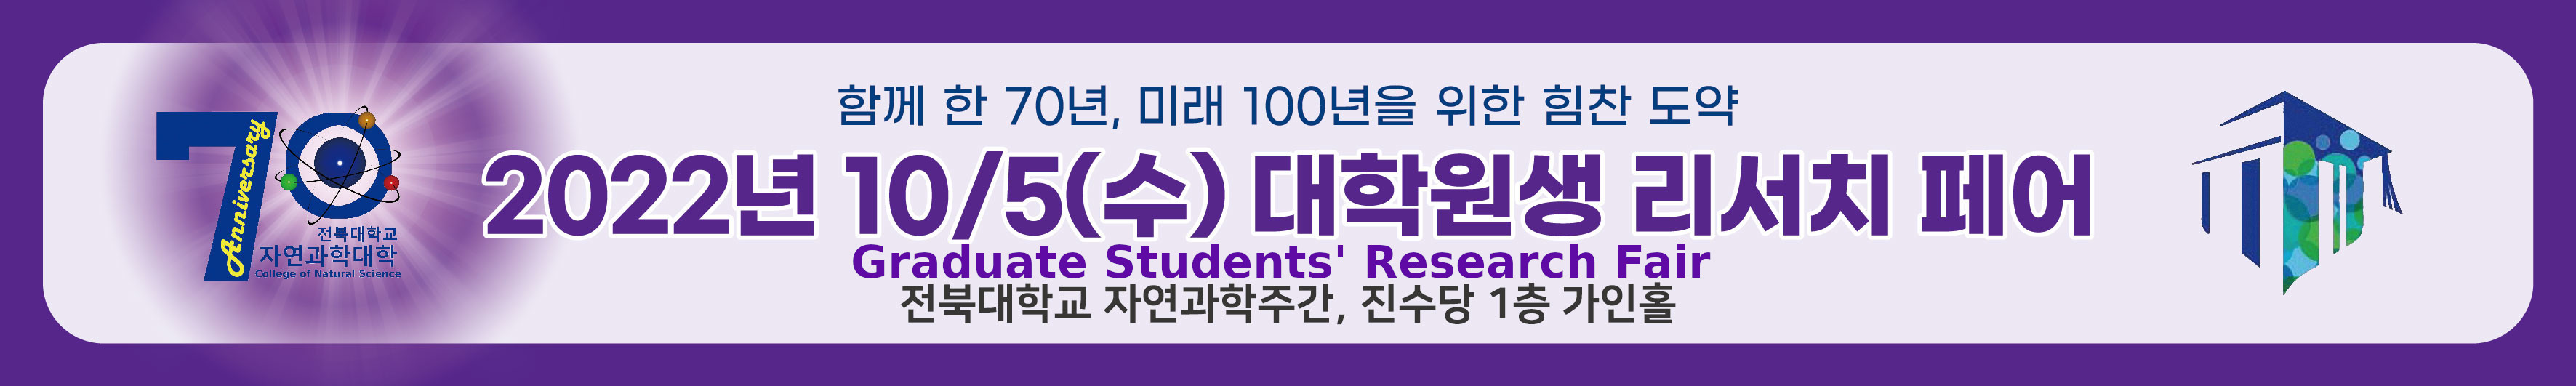 함께 한 70년, 미래 100년을 위한 힘찬 도약
2022년 10/5(수) 대학원생 리서치 페어
Graduate Students' Research Fair
전북대학교 자연과학주간, 진수당 1층 가인홀
70
Anniversary
전북대학교
자연과학대학
College of Natural Science